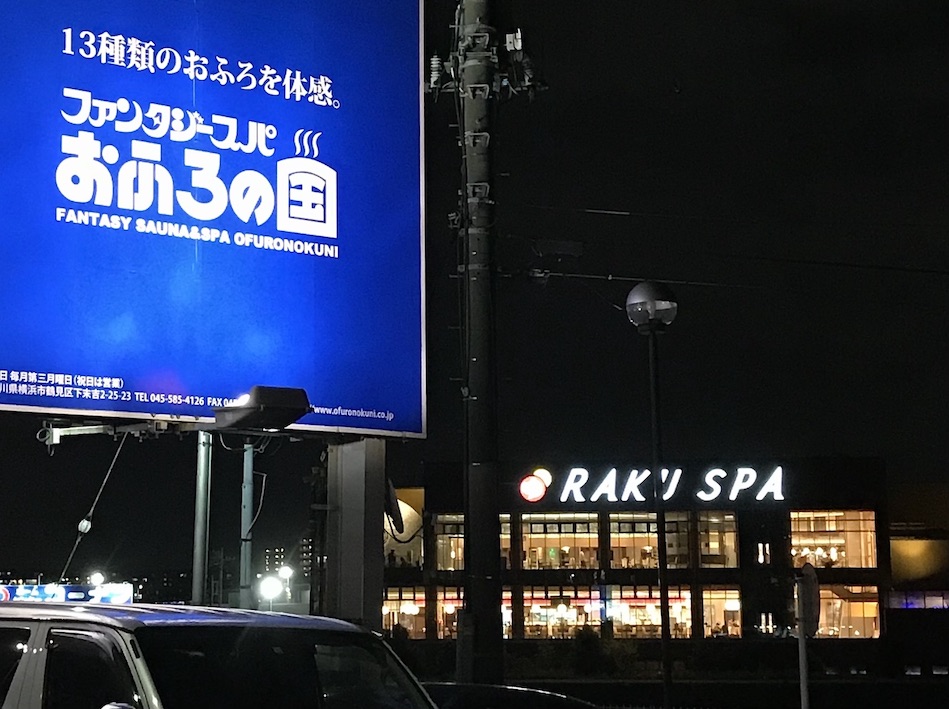 13種類のおふろを体感。
ファンタジースパ
おふろの国
FANTASY SAUNA&SPA OFURONOKUNI
日 毎月第三月曜日(祝日は営業)
川県横浜市鶴見区下末吉2-25-23 TEL 045-585-4126 FAX 04
www.ofuronokuni.co.jp
RAKU SPA